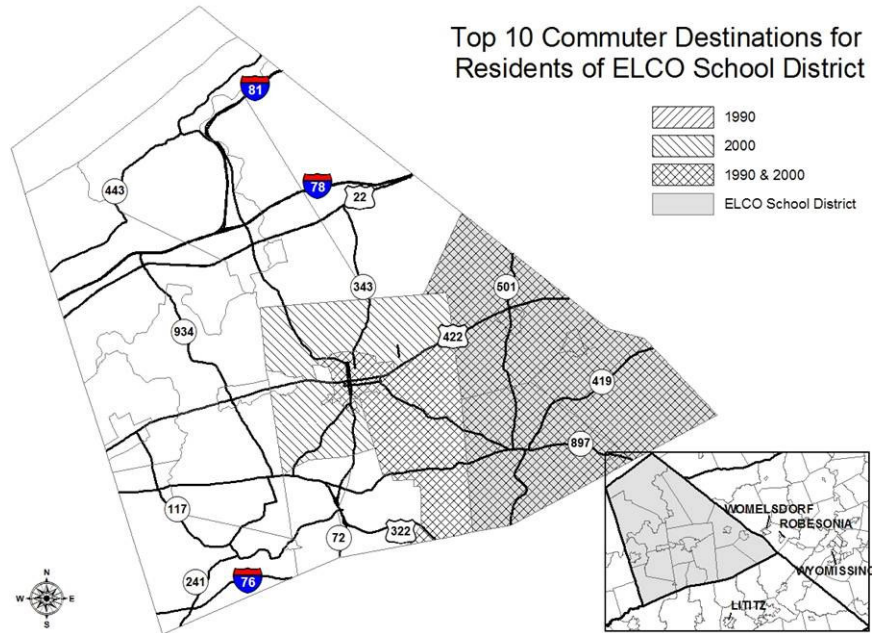 Top 10 Commuter Destinations for
Residents of ELCO School District
1990
2000
1990 & 2000
ELCO School District
81
443
78
22
343
501
934
422
419
897
117
72
322
241
76
N
W E
S
WOMELSDORF
ROBESONIA
WYOMISSING
LITITZ